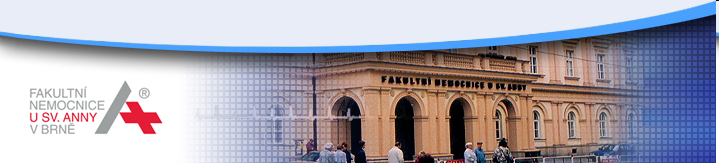 FAKULTNÍ
NEMOCNICE
U SV. ANNY
V BRNĚ
®
FAKULTNÍ NEMOCNICE U SV. ANNY